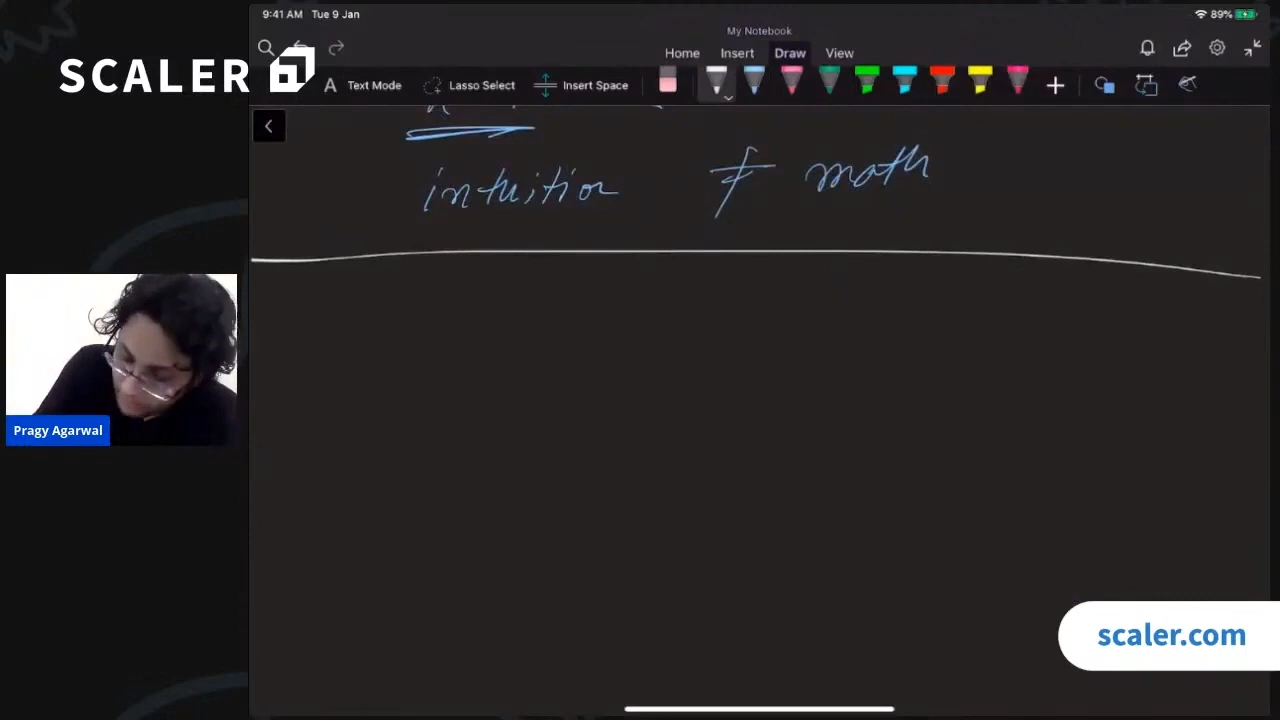 9:41 AM Tue 9 Jan
89%
My Notebook
Home Insert Draw View
SCALER
Text Mode Lasso Select Insert Space
intuition ≠ math
Pragy Agarwal
scaler.com